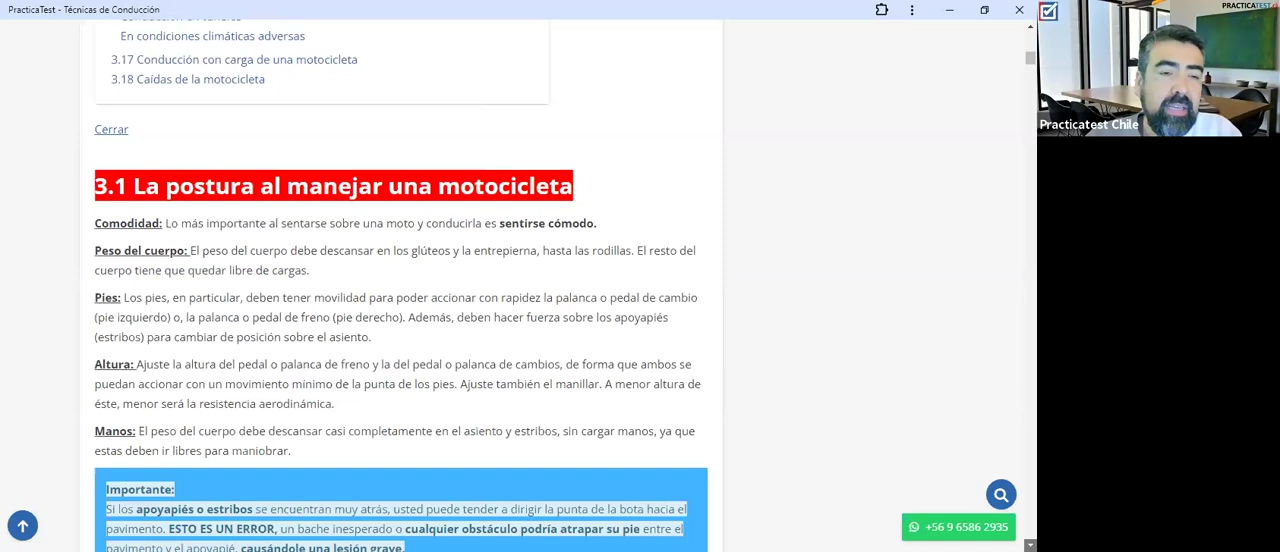 PracticaTest - Técnicas de Conducción
En condiciones climáticas adversas
3.17 Conducción con carga de una motocicleta
3.18 Caídas de la motocicleta
Cerrar
3.1 La postura al manejar una motocicleta
Comodidad: Lo más importante al sentarse sobre una moto y conducirla es sentirse cómodo.
Peso del cuerpo: El peso del cuerpo debe descansar en los glúteos y la entrepierna, hasta las rodillas. El resto del
cuerpo tiene que quedar libre de cargas.
Pies: Los pies, en particular, deben tener movilidad para poder accionar con rapidez la palanca o pedal de cambio
(pie izquierdo) o, la palanca o pedal de freno (pie derecho). Además, deben hacer fuerza sobre los apoyapiés
(estribos) para cambiar de posición sobre el asiento.
Altura: Ajuste la altura del pedal o palanca de freno y la del pedal o palanca de cambios, de forma que ambos se
puedan accionar con un movimiento mínimo de la punta de los pies. Ajuste también el manillar. A menor altura de
éste, menor será la resistencia aerodinámica.
Manos: El peso del cuerpo debe descansar casi completamente en el asiento y estribos, sin cargar manos, ya que
estas deben ir libres para maniobrar.
Importante:
Si los apoyapiés o estribos se encuentran muy atrás, usted puede tender a dirigir la punta de la bota hacia el
pavimento. ESTO ES UN ERROR, un bache inesperado o cualquier obstáculo podría atrapar su pie entre el
pavimento y el apoyapié, causándole una lesión grave.
+56 9 6586 2935
PRACTICATEST
Practicatest Chile